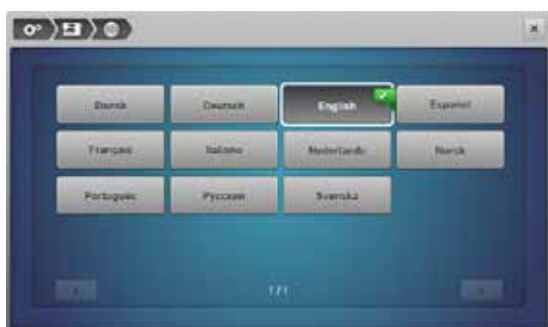 Dansk Deutsch English Español
Français Italiano Nederlands Norsk
Português Русский Svenska
1/1